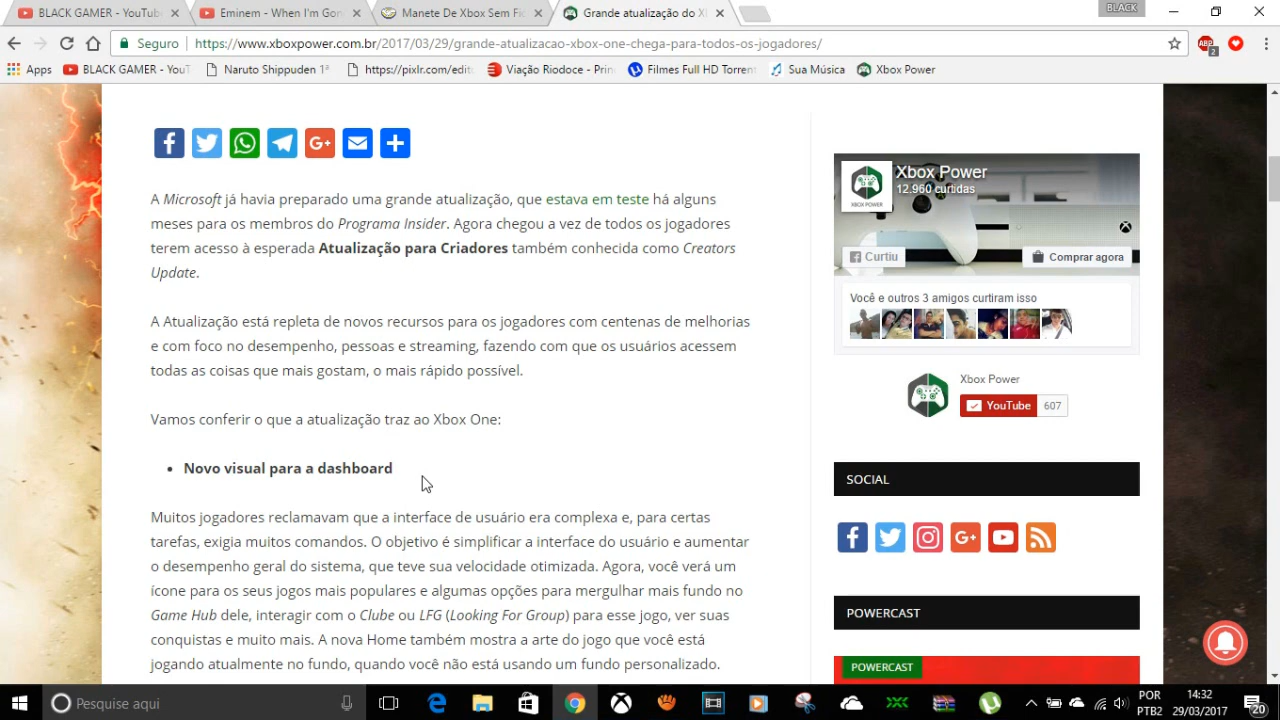 BLACK GAMER - YouTub
Eminem - When I'm Gon
Manete De Xbox Sem Fio
Grande atualização do X
BLACK
Seguro
https://www.xboxpower.com.br/2017/03/29/grande-atualizacao-xbox-one-chega-para-todos-os-jogadores/
ABP
2
Apps
BLACK GAMER - YouT
Naruto Shippuden 1ª
https://pixlr.com/edit
Viação Riodoce - Prin
Filmes Full HD Torrent
Sua Música
Xbox Power
A Microsoft já havia preparado uma grande atualização, que estava em teste há alguns
meses para os membros do Programa Insider. Agora chegou a vez de todos os jogadores
terem acesso à esperada Atualização para Criadores também conhecida como Creators
Update.
A Atualização está repleta de novos recursos para os jogadores com centenas de melhorias
e com foco no desempenho, pessoas e streaming, fazendo com que os usuários acessem
todas as coisas que mais gostam, o mais rápido possível.
Vamos conferir o que a atualização traz ao Xbox One:
• Novo visual para a dashboard
Muitos jogadores reclamavam que a interface de usuário era complexa e, para certas
tarefas, exigia muitos comandos. O objetivo é simplificar a interface do usuário e aumentar
o desempenho geral do sistema, que teve sua velocidade otimizada. Agora, você verá um
ícone para os seus jogos mais populares e algumas opções para mergulhar mais fundo no
Game Hub dele, interagir com o Clube ou LFG (Looking For Group) para esse jogo, ver suas
conquistas e muito mais. A nova Home também mostra a arte do jogo que você está
jogando atualmente no fundo, quando você não está usando um fundo personalizado.
XBOX POWER
Xbox Power
12.960 curtidas
Curtiu
Comprar agora
Você e outros 3 amigos curtiram isso
Xbox Power
YouTube
607
SOCIAL
POWERCAST
POWERCAST
Pesquise aqui
POR
PTB2
14:32
29/03/2017
20